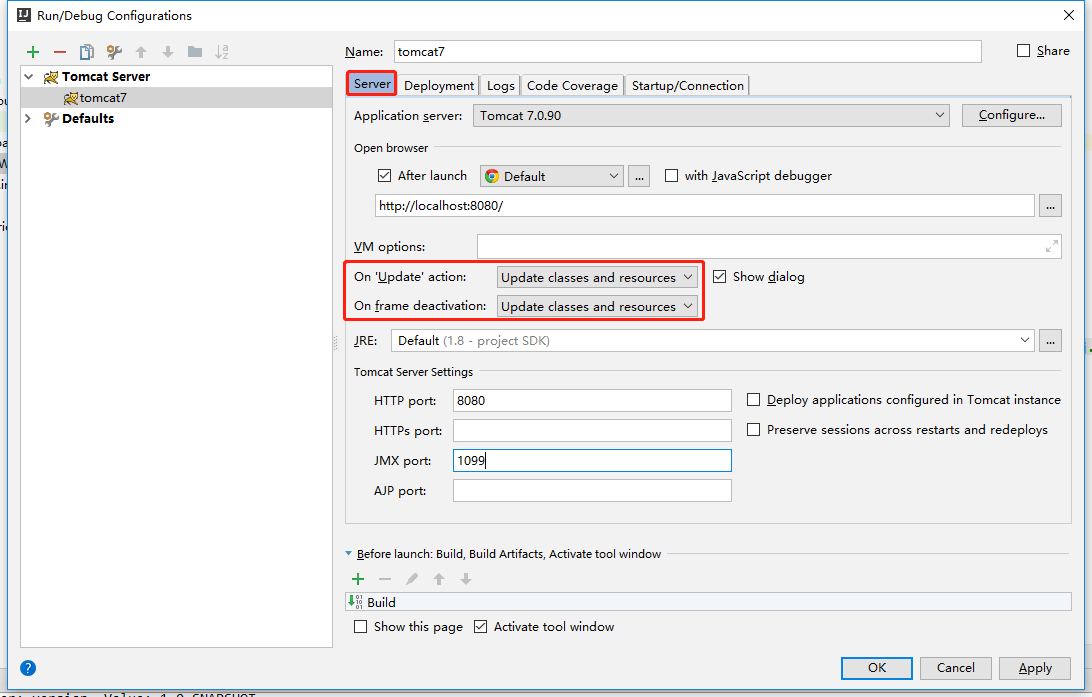 Run/Debug Configurations
Name: tomcat7 Share
Tomcat Server
tomcat7
Defaults
Server Deployment Logs Code Coverage Startup/Connection
Application server: Tomcat 7.0.90 Configure...
Open browser
After launch Default ... with JavaScript debugger
http://localhost:8080/ ...
VM options:
On 'Update' action: Update classes and resources Show dialog
On frame deactivation: Update classes and resources
JRE: Default (1.8 - project SDK) ...
Tomcat Server Settings
HTTP port: 8080 Deploy applications configured in Tomcat instance
HTTPs port: Preserve sessions across restarts and redeploys
JMX port: 1099
AJP port:
Before launch: Build, Build Artifacts, Activate tool window
Build
Show this page Activate tool window
? OK Cancel Apply